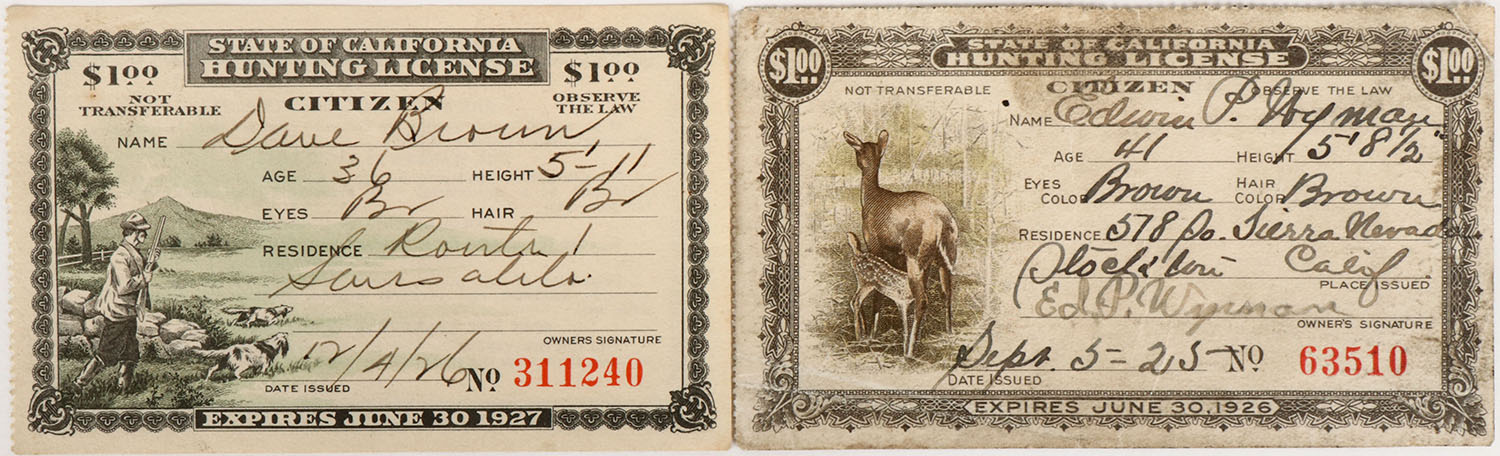 STATE OF CALIFORNIA
HUNTING LICENSE
$1.00
$1.00
NOT TRANSFERABLE
CITIZEN
OBSERVE THE LAW
NAME Dave Brown
AGE 36 HEIGHT 5'-11
EYES Br HAIR Br
RESIDENCE Route 1
Sausalito
OWNERS SIGNATURE
12/4/26
DATE ISSUED
No 311240
EXPIRES JUNE 30 1927
STATE OF CALIFORNIA
HUNTING LICENSE
$1.00
$1.00
NOT TRANSFERABLE CITIZEN OBSERVE THE LAW
NAME Edwin P. Wyman
AGE 41 HEIGHT 5'8½"
EYES COLOR Brown HAIR COLOR Brown
RESIDENCE 578 So. Sierra Nevada
Stockton Calif
PLACE ISSUED
Ed. P. Wyman
OWNER'S SIGNATURE
Sept. 5-25 No 63510
DATE ISSUED
EXPIRES JUNE 30, 1926